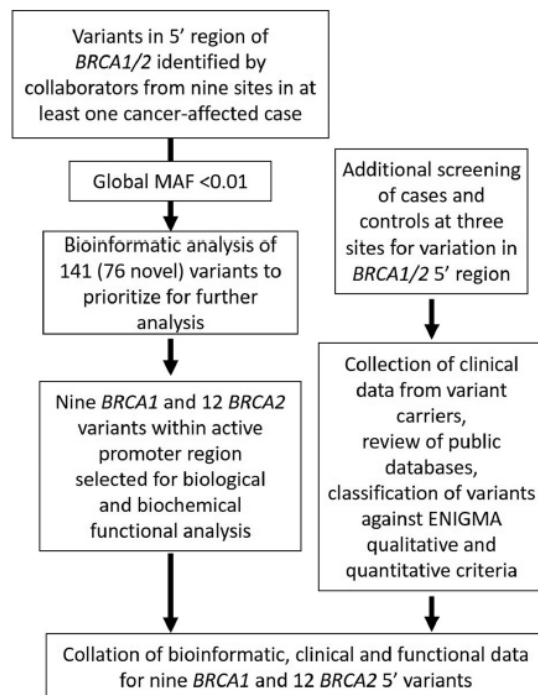 Variants in 5’ region of
BRCA1/2 identified by
collaborators from nine sites in at
least one cancer-affected case
Global MAF <0.01
Bioinformatic analysis of
141 (76 novel) variants to
prioritize for further
analysis
Nine BRCA1 and 12 BRCA2
variants within active
promoter region
selected for biological
and biochemical
functional analysis
Additional screening
of cases and
controls at three
sites for variation in
BRCA1/2 5’ region
Collection of clinical
data from variant
carriers,
review of public
databases,
classification of variants
against ENIGMA
qualitative and
quantitative criteria
Collation of bioinformatic, clinical and functional data
for nine BRCA1 and 12 BRCA2 5’ variants